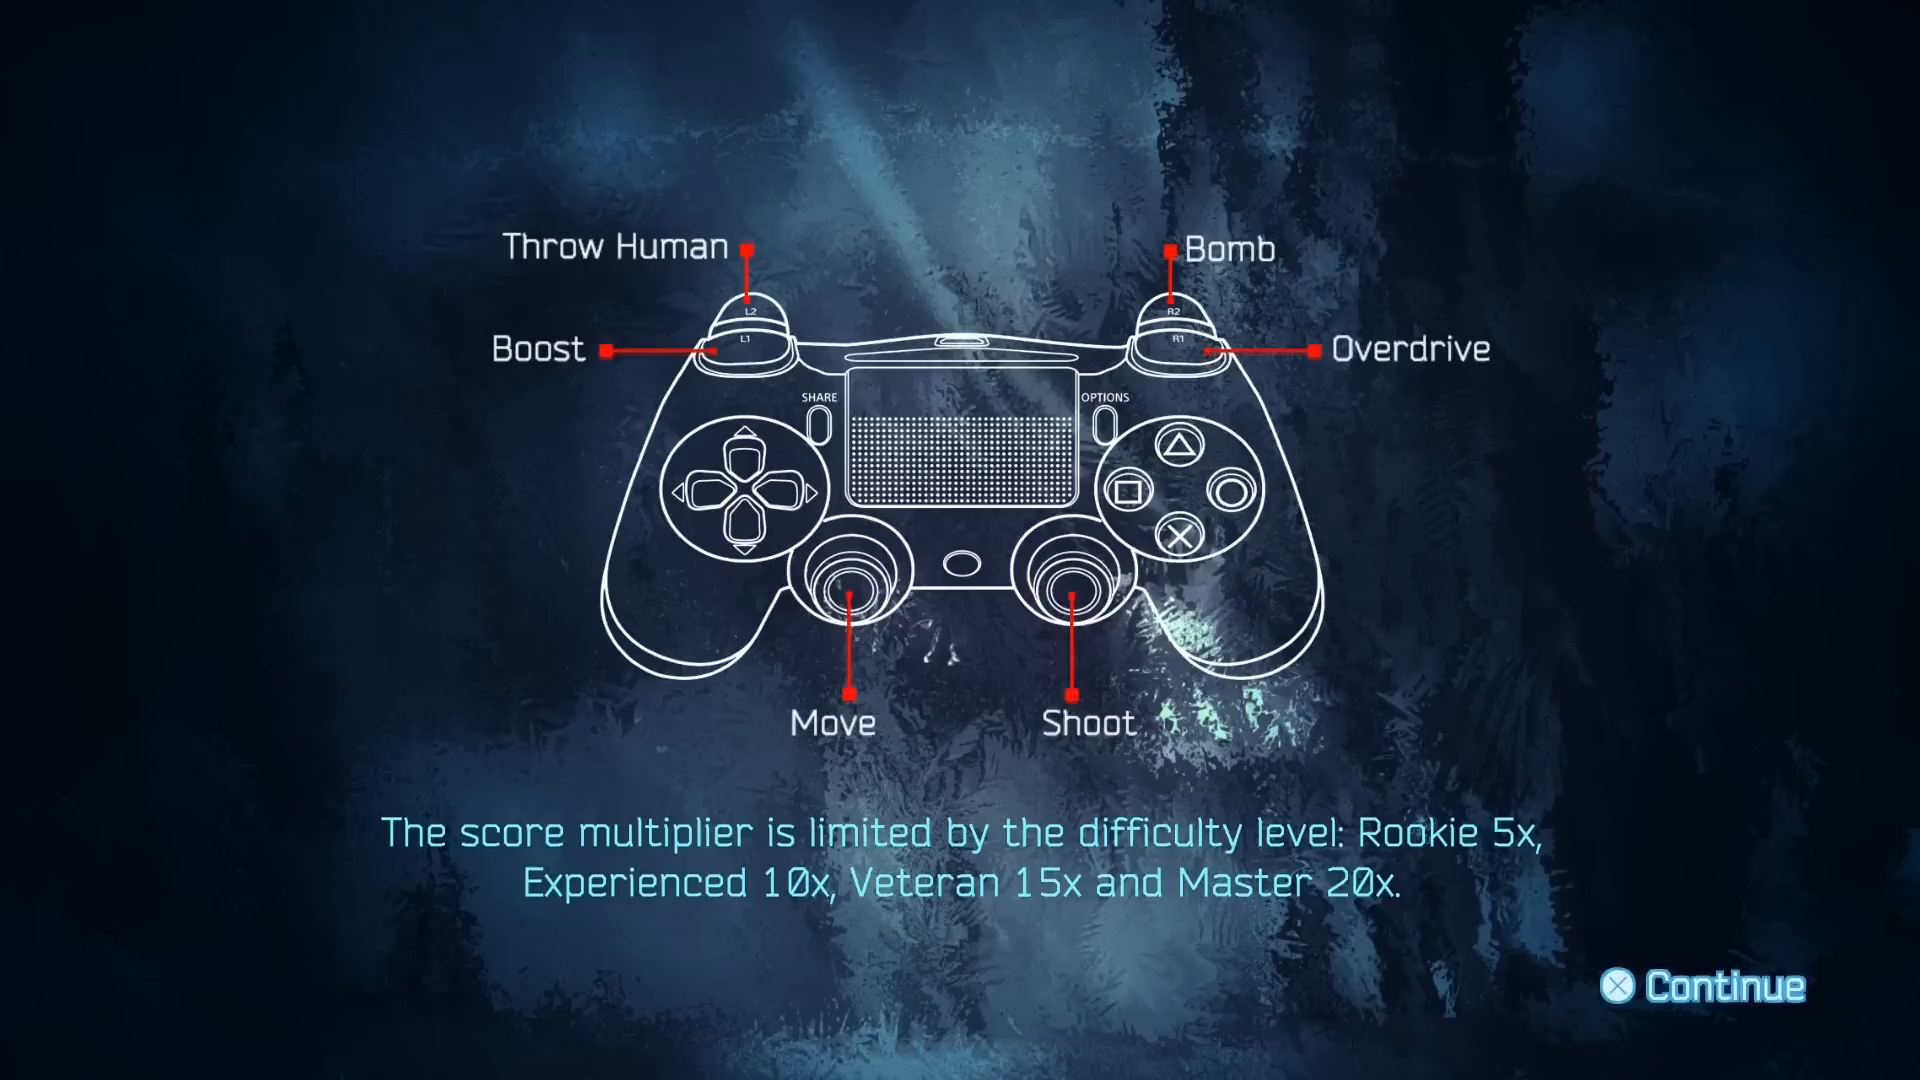 Throw Human
Bomb
L2
R2
L1
R1
Boost
Overdrive
SHARE
OPTIONS
Move
Shoot
The score multiplier is limited by the difficulty level: Rookie 5x,
Experienced 10x, Veteran 15x and Master 20x.
Continue